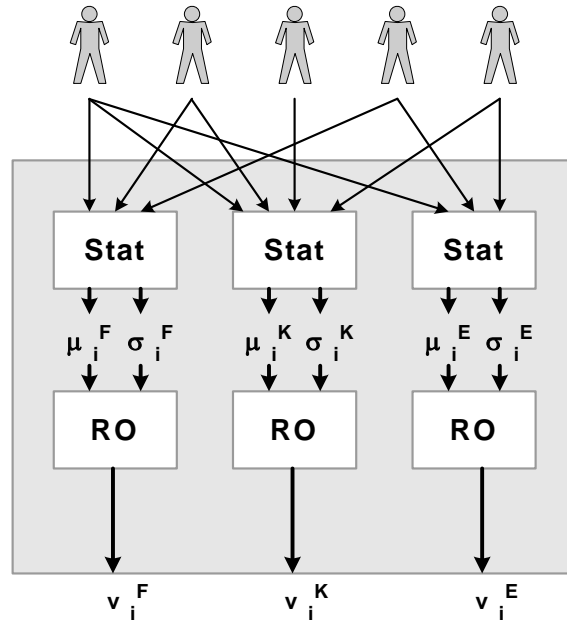 Stat Stat Stat
μ i F σ i F μ i K σ i K μ i E σ i E
RO RO RO
v i F v i K v i E